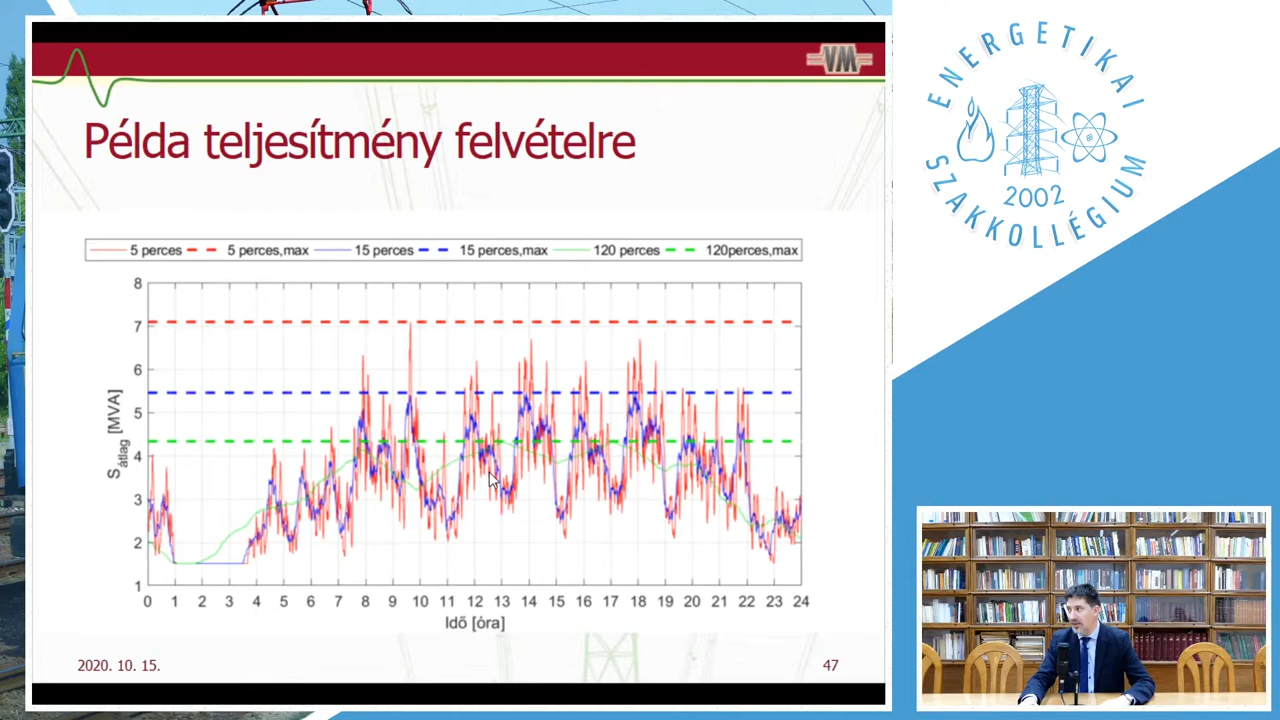 VM
Példa teljesítmény felvételre
5 perces 5 perces,max 15 perces 15 perces,max 120 perces 120perces,max
8
7
6
5
4
3
2
1
Sátlag [MVA]
0 1 2 3 4 5 6 7 8 9 10 11 12 13 14 15 16 17 18 19 20 21 22 23 24
Idő [óra]
2020. 10. 15.
47
ENERGETIKAI
SZAKKOLLÉGIUM
2002